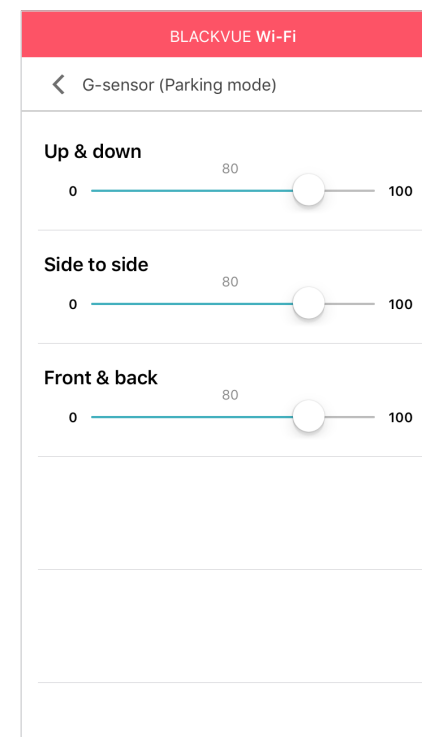 BLACKVUE Wi-Fi
G-sensor (Parking mode)
Up & down
80
0 100
Side to side
80
0 100
Front & back
80
0 100